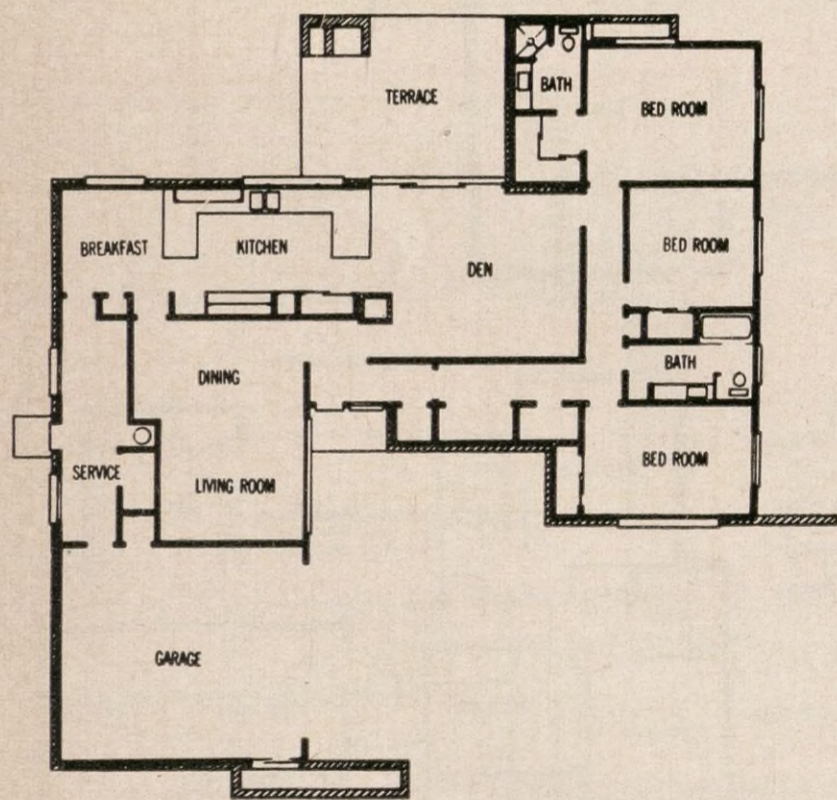 BATH
TERRACE
BED ROOM
BREAKFAST
KITCHEN
BED ROOM
DEN
DINING
BATH
SERVICE
LIVING ROOM
BED ROOM
GARAGE